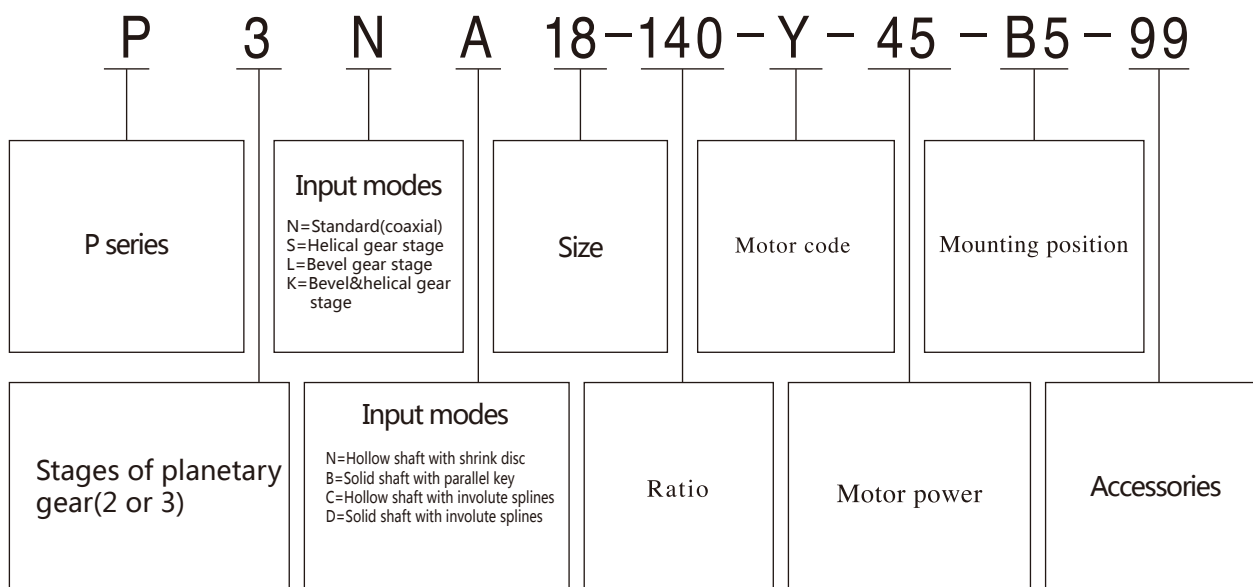 P 3 N A 18-140-Y-45-B5-99
P series
Input modes
N=Standard(coaxial)
S=Helical gear stage
L=Bevel gear stage
K=Bevel&helical gear
stage
Size
Motor code
Mounting position
Stages of planetary
gear(2 or 3)
Input modes
N=Hollow shaft with shrink disc
B=Solid shaft with parallel key
C=Hollow shaft with involute splines
D=Solid shaft with involute splines
Ratio
Motor power
Accessories